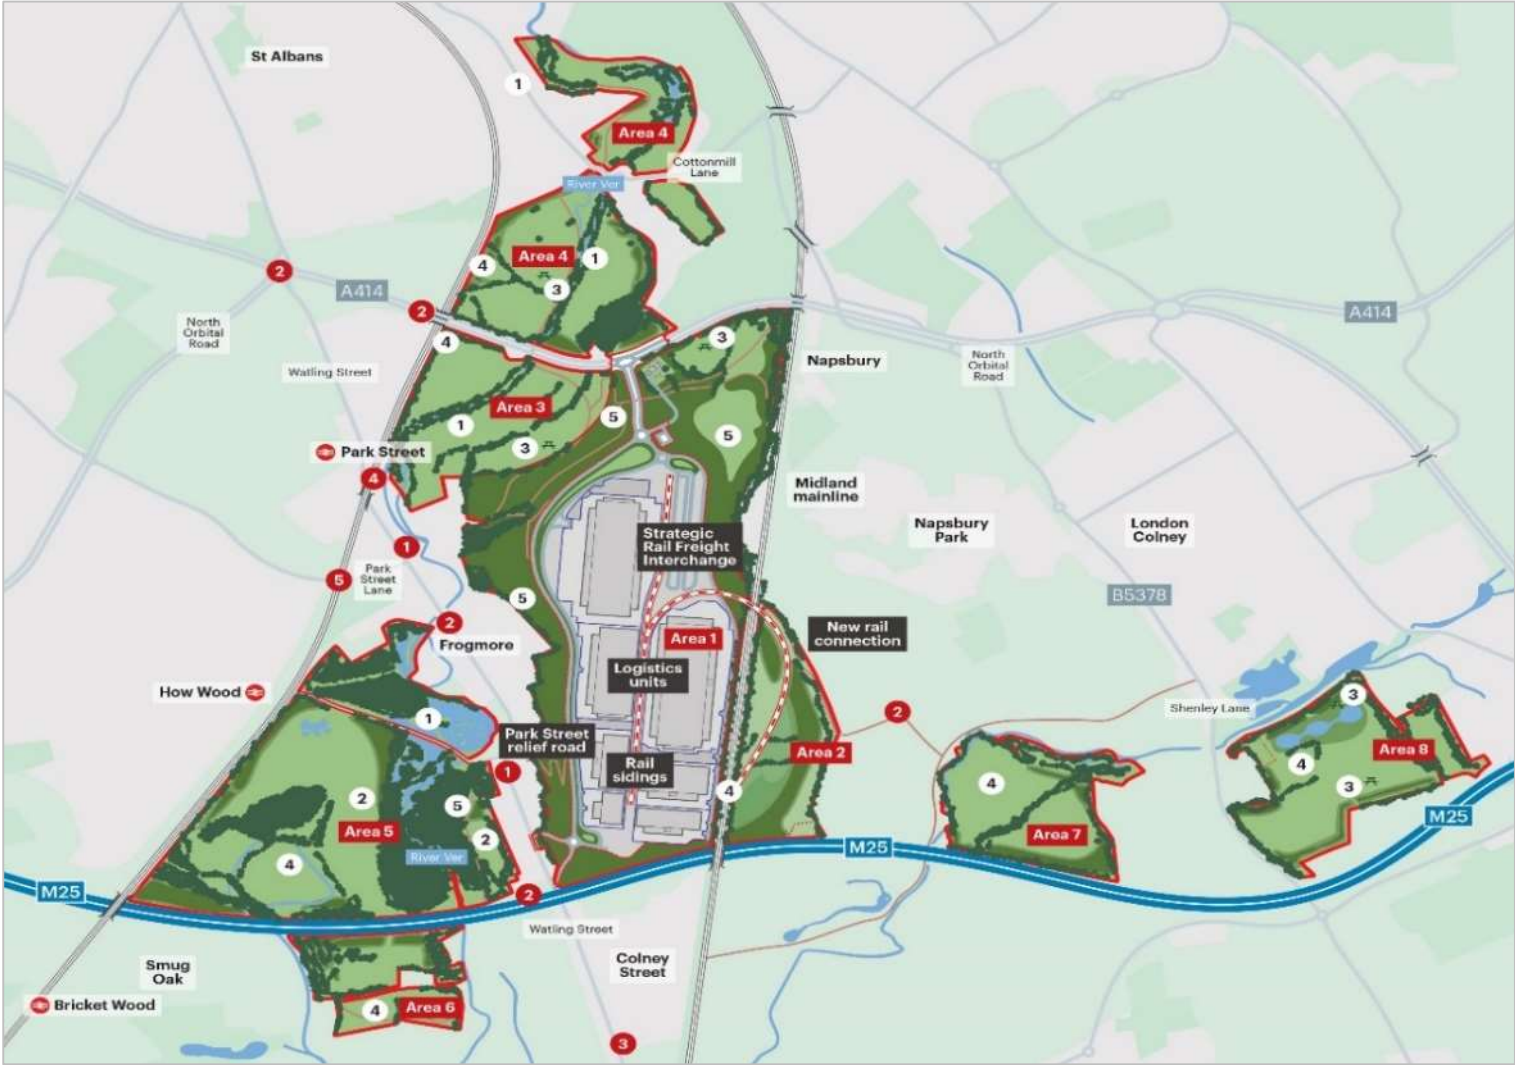 St Albans
1
Area 4
Cottonmill
Lane
River Ver
Area 4
1
4
3
2
A414
2
North
Orbital
Road
Watling Street
4
3
Napsbury
North
Orbital
Road
A414
Area 3
1
3
5
5
Park Street
4
Midland
mainline
Napsbury
Park
London
Colney
Strategic
Rail Freight
Interchange
1
5
Park
Street
Lane
5
B5378
2
Frogmore
Area 1
New rail
connection
Logistics
units
How Wood
1
Park Street
relief road
2
Shenley Lane
3
Area 8
4
3
Rail
sidings
Area 2
4
1
2
5
Area 5
2
4
River Ver
4
Area 7
M25
M25
M25
2
Watling Street
Smug
Oak
Colney
Street
Bricket Wood
4
Area 6
3